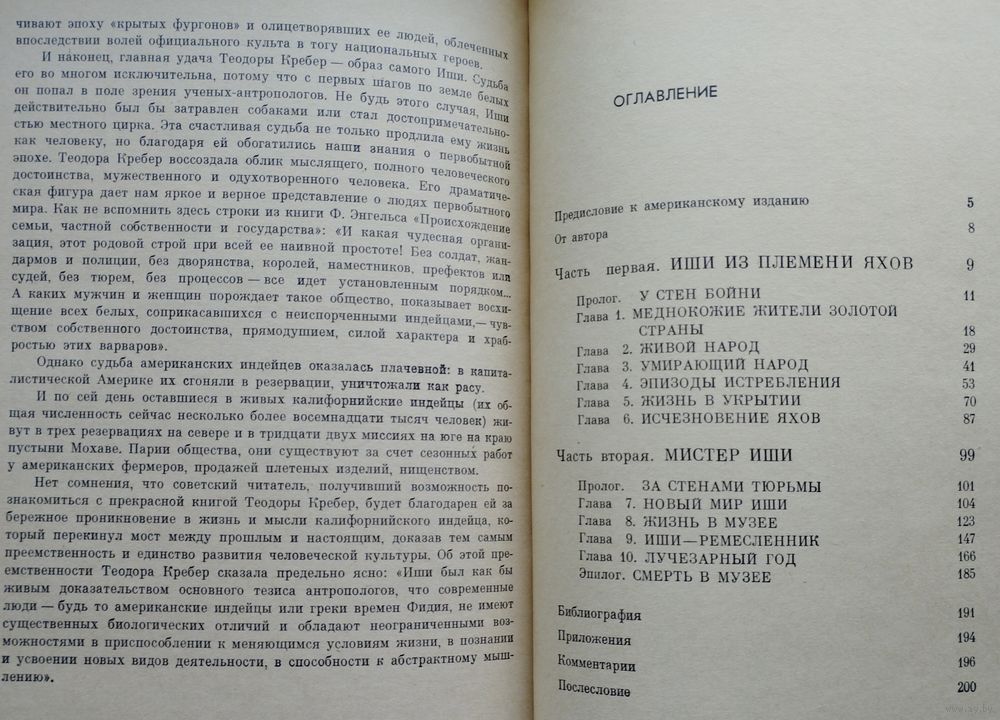 чивают эпоху «крытых фургонов» и олицетворявших ее людей, облеченных
впоследствии волей официального культа в тогу национальных героев.
И наконец, главная удача Теодоры Кребер — образ самого Иши. Судьба
его во многом исключительна, потому что с первых шагов по земле белых
он попал в поле зрения ученых-антропологов. Не будь этого случая, Иши
действительно был бы затравлен собаками или стал достопримечательно-
стью местного цирка. Эта счастливая судьба не только продлила ему жизнь
как человеку, но благодаря ей обогатились наши знания о первобытной
эпохе. Теодора Кребер воссоздала облик мыслящего, полного человеческого
достоинства, мужественного и одухотворенного человека. Его драматиче-
ская фигура дает нам яркое и верное представление о людях первобытного
мира. Как не вспомнить здесь строки из книги Ф. Энгельса «Происхождение
семьи, частной собственности и государства»: «И какая чудесная органи-
зация, этот родовой строй при всей ее наивной простоте! Без солдат, жан-
дармов и полиции, без дворянства, королей, наместников, префектов или
судей, без тюрем, без процессов — все идет установленным порядком...
А каких мужчин и женщин порождает такое общество, показывает восхи-
щение всех белых, соприкасавшихся с неиспорченными индейцами,— чув-
ством собственного достоинства, прямодушием, силой характера и храб-
ростью этих варваров».
Однако судьба американских индейцев оказалась плачевной: в капита-
листической Америке их сгоняли в резервации, уничтожали как расу.
И по сей день оставшиеся в живых калифорнийские индейцы (их об-
щая численность сейчас несколько более восемнадцати тысяч человек) жи-
вут в трех резервациях на севере и в тридцати двух миссиях на юге на краю
пустыни Мохаве. Парии общества, они существуют за счет сезонных работ
у американских фермеров, продажей плетеных изделий, нищенством.
Нет сомнения, что советский читатель, получивший возможность по-
знакомиться с прекрасной книгой Теодоры Кребер, будет благодарен ей за
бережное проникновение в жизнь и мысли калифорнийского индейца, ко-
торый перекинул мост между прошлым и настоящим, доказав тем самым
преемственность и единство развития человеческой культуры. Об этой пре-
емственности Теодора Кребер сказала предельно ясно: «Иши был как бы
живым доказательством основного тезиса антропологов, что современные
люди — будь то американские индейцы или греки времен Фидия, не имеют
существенных биологических отличий и обладают неограниченными воз-
можностями в приспособлении к меняющимся условиям жизни, в познании
и усвоении новых видов деятельности, в способности к абстрактному мыш-
лению».
ОГЛАВЛЕНИЕ
Предисловие к американскому изданию 5
От автора 8
Часть первая. ИШИ ИЗ ПЛЕМЕНИ ЯХОВ 9
Пролог. У СТЕН БОЙНИ 11
Глава 1. МЕДНОКОЖИЕ ЖИТЕЛИ ЗОЛОТОЙ
СТРАНЫ 18
Глава 2. ЖИВОЙ НАРОД 29
Глава 3. УМИРАЮЩИЙ НАРОД 41
Глава 4. ЭПИЗОДЫ ИСТРЕБЛЕНИЯ 53
Глава 5. ЖИЗНЬ В УКРЫТИИ 70
Глава 6. ИСЧЕЗНОВЕНИЕ ЯХОВ 87
Часть вторая. МИСТЕР ИШИ 99
Пролог. ЗА СТЕНАМИ ТЮРЬМЫ 101
Глава 7. НОВЫЙ МИР ИШИ 104
Глава 8. ЖИЗНЬ В МУЗЕЕ 123
Глава 9. ИШИ—РЕМЕСЛЕННИК 147
Глава 10. ЛУЧЕЗАРНЫЙ ГОД 166
Эпилог. СМЕРТЬ В МУЗЕЕ 185
Библиография 191
Приложения 194
Комментарии 196
Послесловие 200
www.ay.by